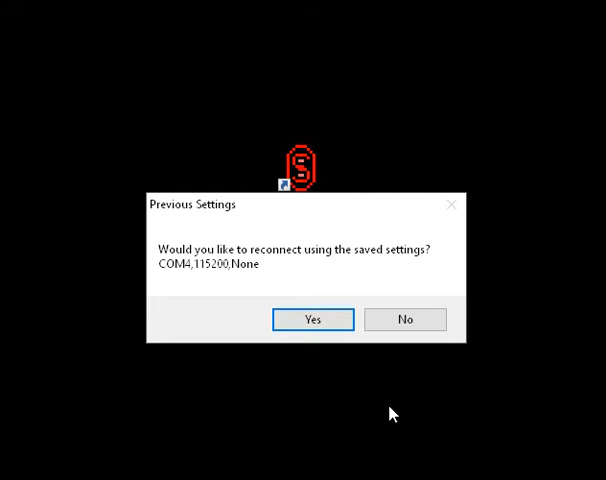 S
Previous Settings
Would you like to reconnect using the saved settings?
COM4,115200,None
Yes
No